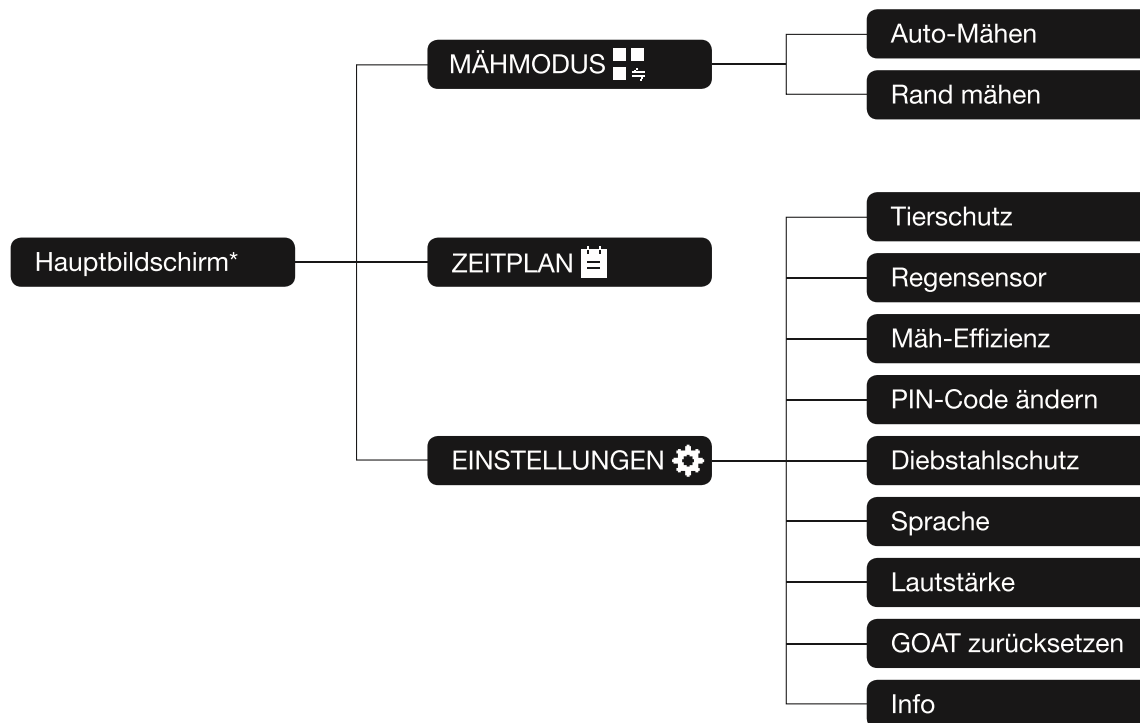 Hauptbildschirm*
MÄHMODUS
Auto-Mähen
Rand mähen
ZEITPLAN
EINSTELLUNGEN
Tierschutz
Regensensor
Mäh-Effizienz
PIN-Code ändern
Diebstahlschutz
Sprache
Lautstärke
GOAT zurücksetzen
Info